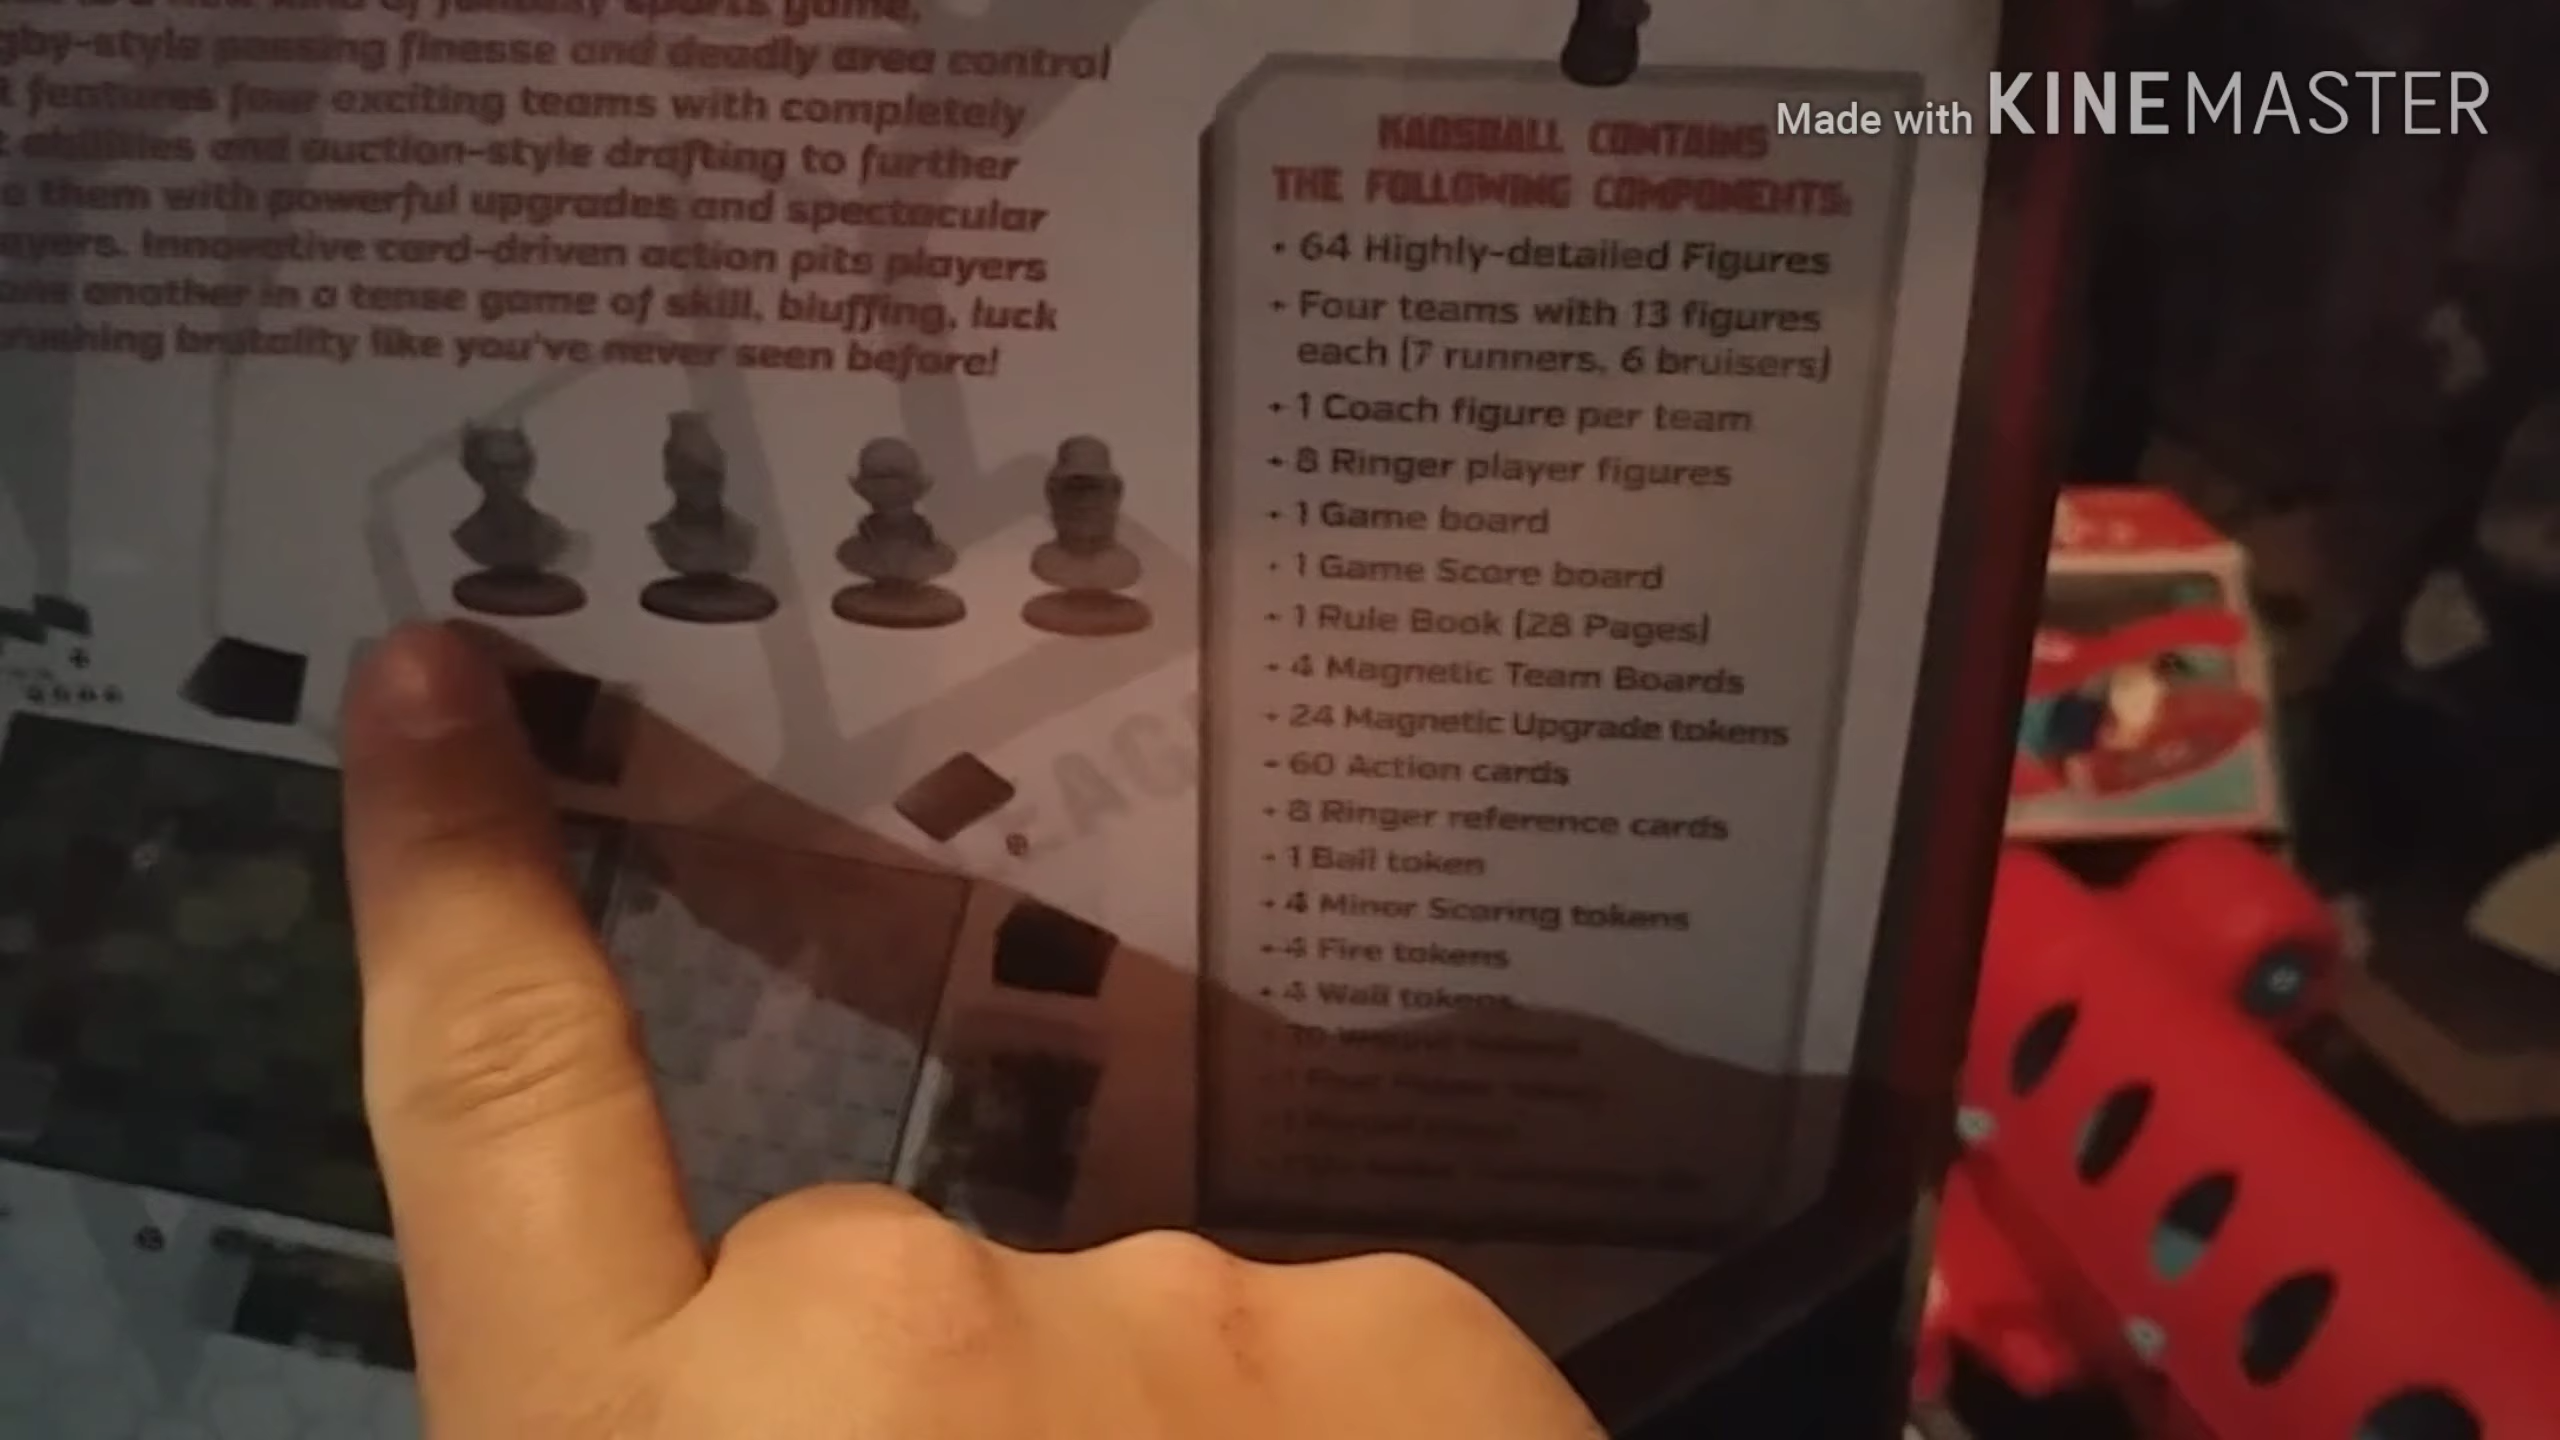 sports game,
passing finesse and deadly area control
features four exciting teams with completely
abilities and auction-style drafting to further
them with powerful upgrades and spectacular
Innovative card-driven action pits players
another in a tense game of skill, bluffing, luck
brutality like you've never seen before!
Made with KINEMASTER
KAOSBALL CONTAINS
THE FOLLOWING COMPONENTS:
• 64 Highly-detailed Figures
• Four teams with 13 figures
each (7 runners, 6 bruisers)
• 1 Coach figure per team
• 8 Ringer player figures
• 1 Game board
• 1 Game Score board
• 1 Rule Book (28 Pages)
• 4 Magnetic Team Boards
• 24 Magnetic Upgrade tokens
• 60 Action cards
• 8 Ringer reference cards
• 1 Ball token
• 4 Minor Scoring tokens
• 4 Fire tokens
• 4 Wall tokens